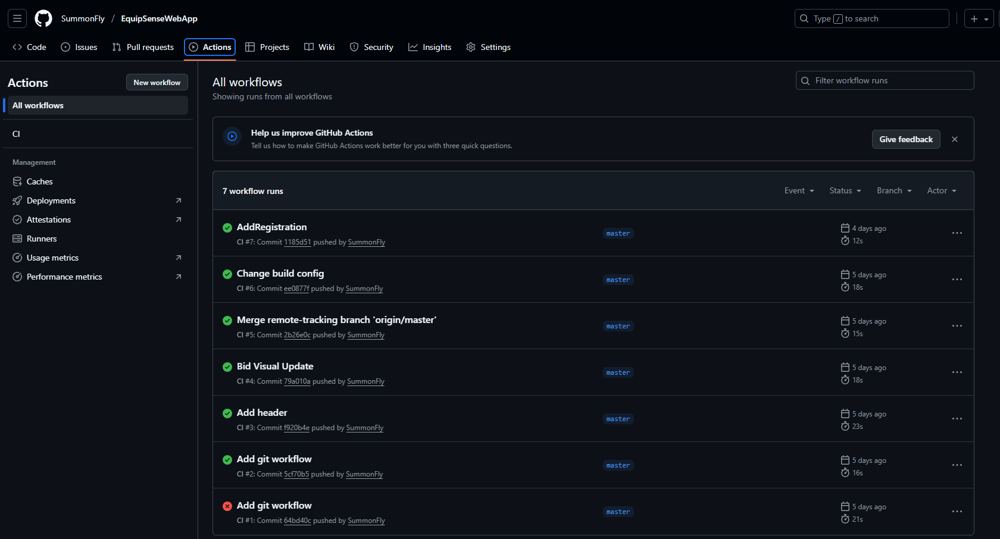 SummonFly / EquipSenseWebApp
Type / to search
Code Issues Pull requests Actions Projects Wiki Security Insights Settings
Actions
New workflow
All workflows
CI
Management
Caches
Deployments
Attestations
Runners
Usage metrics
Performance metrics
All workflows
Showing runs from all workflows
Filter workflow runs
Help us improve GitHub Actions
Tell us how to make GitHub Actions work better for you with three quick questions.
Give feedback
7 workflow runs
Event Status Branch Actor
AddRegistration
CI #7: Commit 1185d51 pushed by SummonFly
master
4 days ago
12s
Change build config
CI #6: Commit ee0877f pushed by SummonFly
master
5 days ago
18s
Merge remote-tracking branch 'origin/master'
CI #5: Commit 2b26e0c pushed by SummonFly
master
5 days ago
15s
Bid Visual Update
CI #4: Commit 79a010a pushed by SummonFly
master
5 days ago
18s
Add header
CI #3: Commit f920b4e pushed by SummonFly
master
5 days ago
23s
Add git workflow
CI #2: Commit 5cf70b5 pushed by SummonFly
master
5 days ago
16s
Add git workflow
CI #1: Commit 64bd40c pushed by SummonFly
master
5 days ago
21s